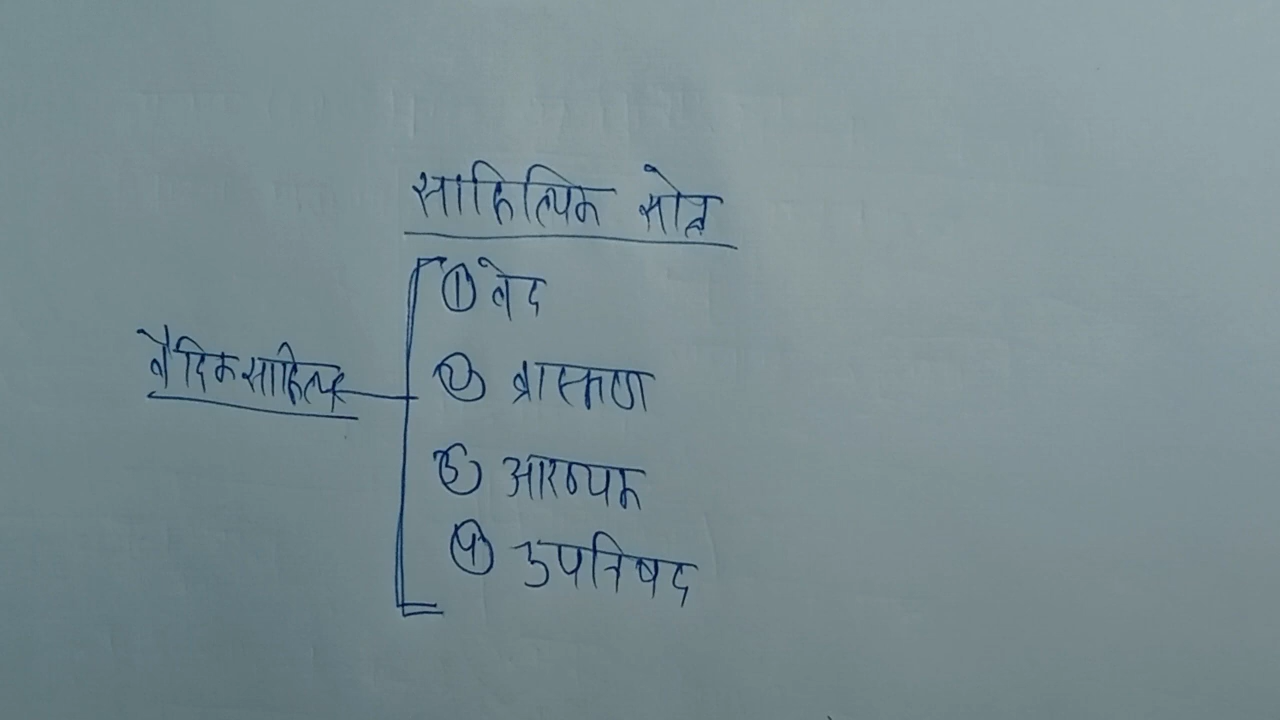 साहित्यिक स्रोत
① वेद
वैदिक साहित्य
② ब्राह्मण
③ आरण्यक
④ उपनिषद